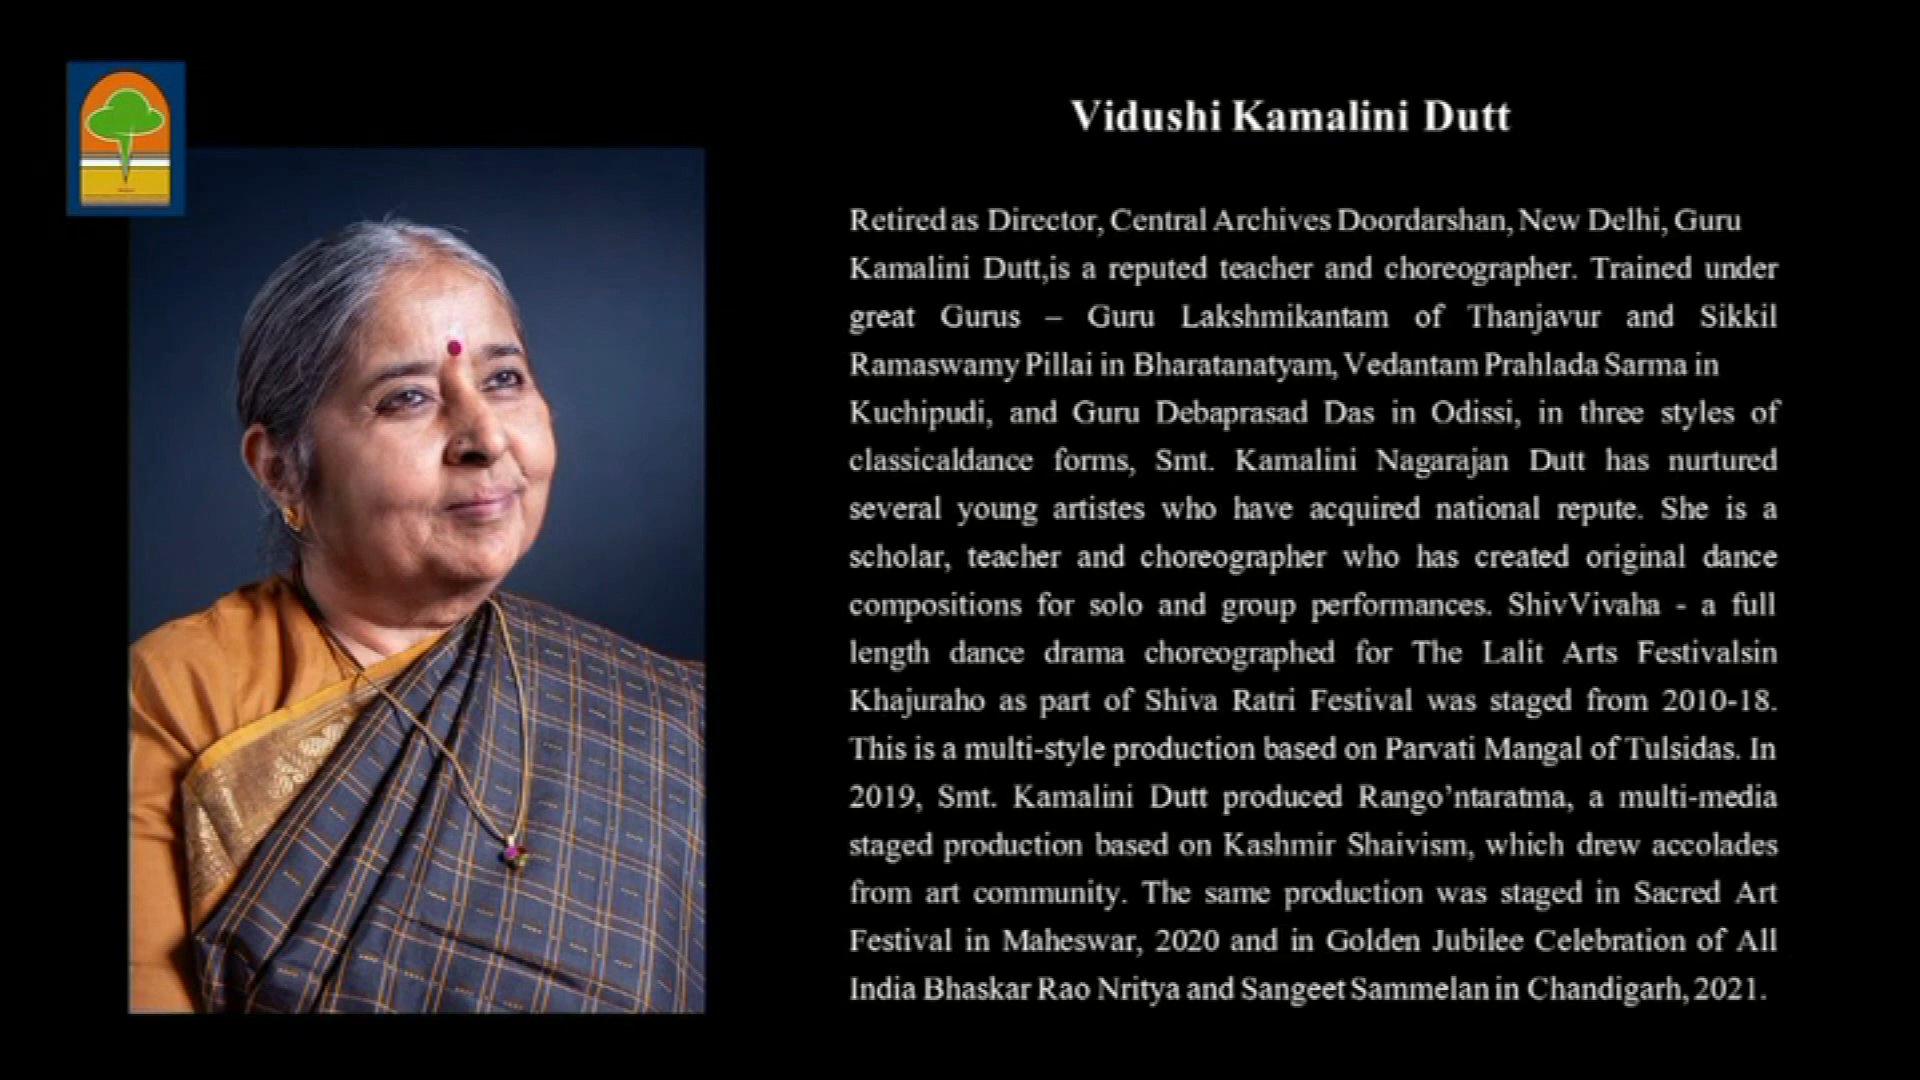 Vidushi Kamalini Dutt
Retired as Director, Central Archives Doordarshan, New Delhi, Guru
Kamalini Dutt,is a reputed teacher and choreographer. Trained under
great Gurus – Guru Lakshmikantam of Thanjavur and Sikkil
Ramaswamy Pillai in Bharatanatyam, Vedantam Prahlada Sarma in
Kuchipudi, and Guru Debaprasad Das in Odissi, in three styles of
classicaldance forms, Smt. Kamalini Nagarajan Dutt has nurtured
several young artistes who have acquired national repute. She is a
scholar, teacher and choreographer who has created original dance
compositions for solo and group performances. ShivVivaha - a full
length dance drama choreographed for The Lalit Arts Festivalsin
Khajuraho as part of Shiva Ratri Festival was staged from 2010-18.
This is a multi-style production based on Parvati Mangal of Tulsidas. In
2019, Smt. Kamalini Dutt produced Rango’ntaratma, a multi-media
staged production based on Kashmir Shaivism, which drew accolades
from art community. The same production was staged in Sacred Art
Festival in Maheswar, 2020 and in Golden Jubilee Celebration of All
India Bhaskar Rao Nritya and Sangeet Sammelan in Chandigarh, 2021.